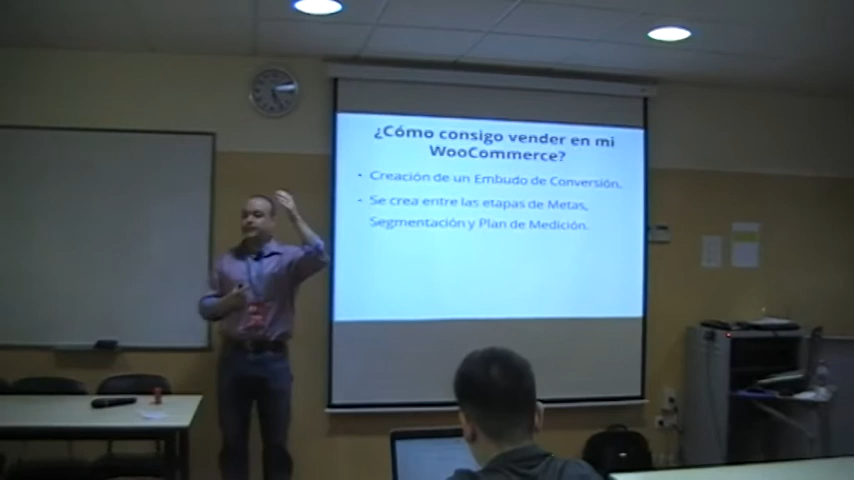 ¿Cómo consigo vender en mi
WooCommerce?
• Creación de un Embudo de Conversión.
• Se crea entre las etapas de Metas,
Segmentación y Plan de Medición.